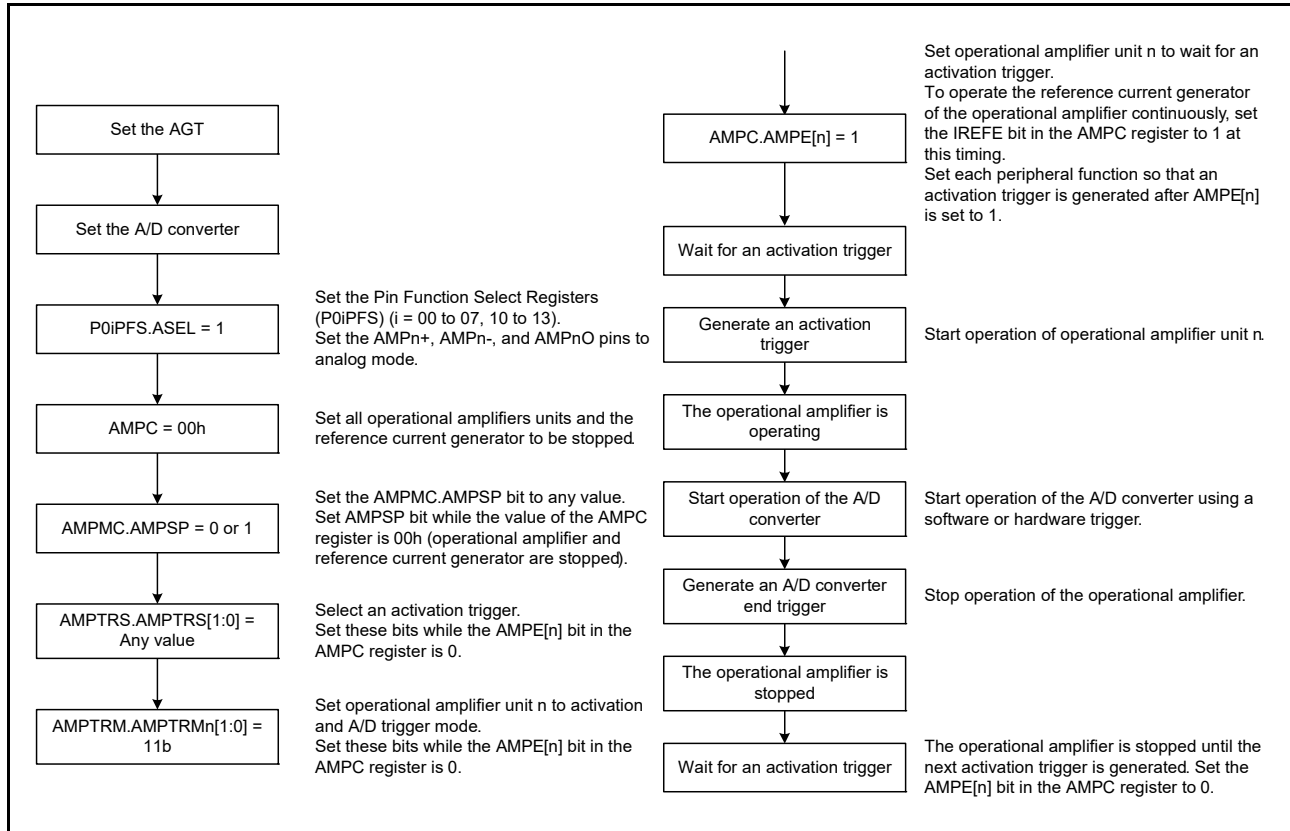 Set the AGT
Set the A/D converter
P0iPFS.ASEL = 1
Set the Pin Function Select Registers
(P0iPFS) (i = 00 to 07, 10 to 13).
Set the AMPn+, AMPn-, and AMPnO pins to
analog mode.
AMPC = 00h
Set all operational amplifiers units and the
reference current generator to be stopped.
AMPMC.AMPSP = 0 or 1
Set the AMPMC.AMPSP bit to any value.
Set AMPSP bit while the value of the AMPC
register is 00h (operational amplifier and
reference current generator are stopped).
AMPTRS.AMPTRS[1:0] =
Any value
Select an activation trigger.
Set these bits while the AMPE[n] bit in the
AMPC register is 0.
AMPTRM.AMPTRMn[1:0] =
11b
Set operational amplifier unit n to activation
and A/D trigger mode.
Set these bits while the AMPE[n] bit in the
AMPC register is 0.
AMPC.AMPE[n] = 1
Set operational amplifier unit n to wait for an
activation trigger.
To operate the reference current generator
of the operational amplifier continuously, set
the IREFE bit in the AMPC register to 1 at
this timing.
Set each peripheral function so that an
activation trigger is generated after AMPE[n]
is set to 1.
Wait for an activation trigger
Generate an activation
trigger
Start operation of operational amplifier unit n.
The operational amplifier is
operating
Start operation of the A/D
converter
Start operation of the A/D converter using a
software or hardware trigger.
Generate an A/D converter
end trigger
Stop operation of the operational amplifier.
The operational amplifier is
stopped
Wait for an activation trigger
The operational amplifier is stopped until the
next activation trigger is generated. Set the
AMPE[n] bit in the AMPC register to 0.